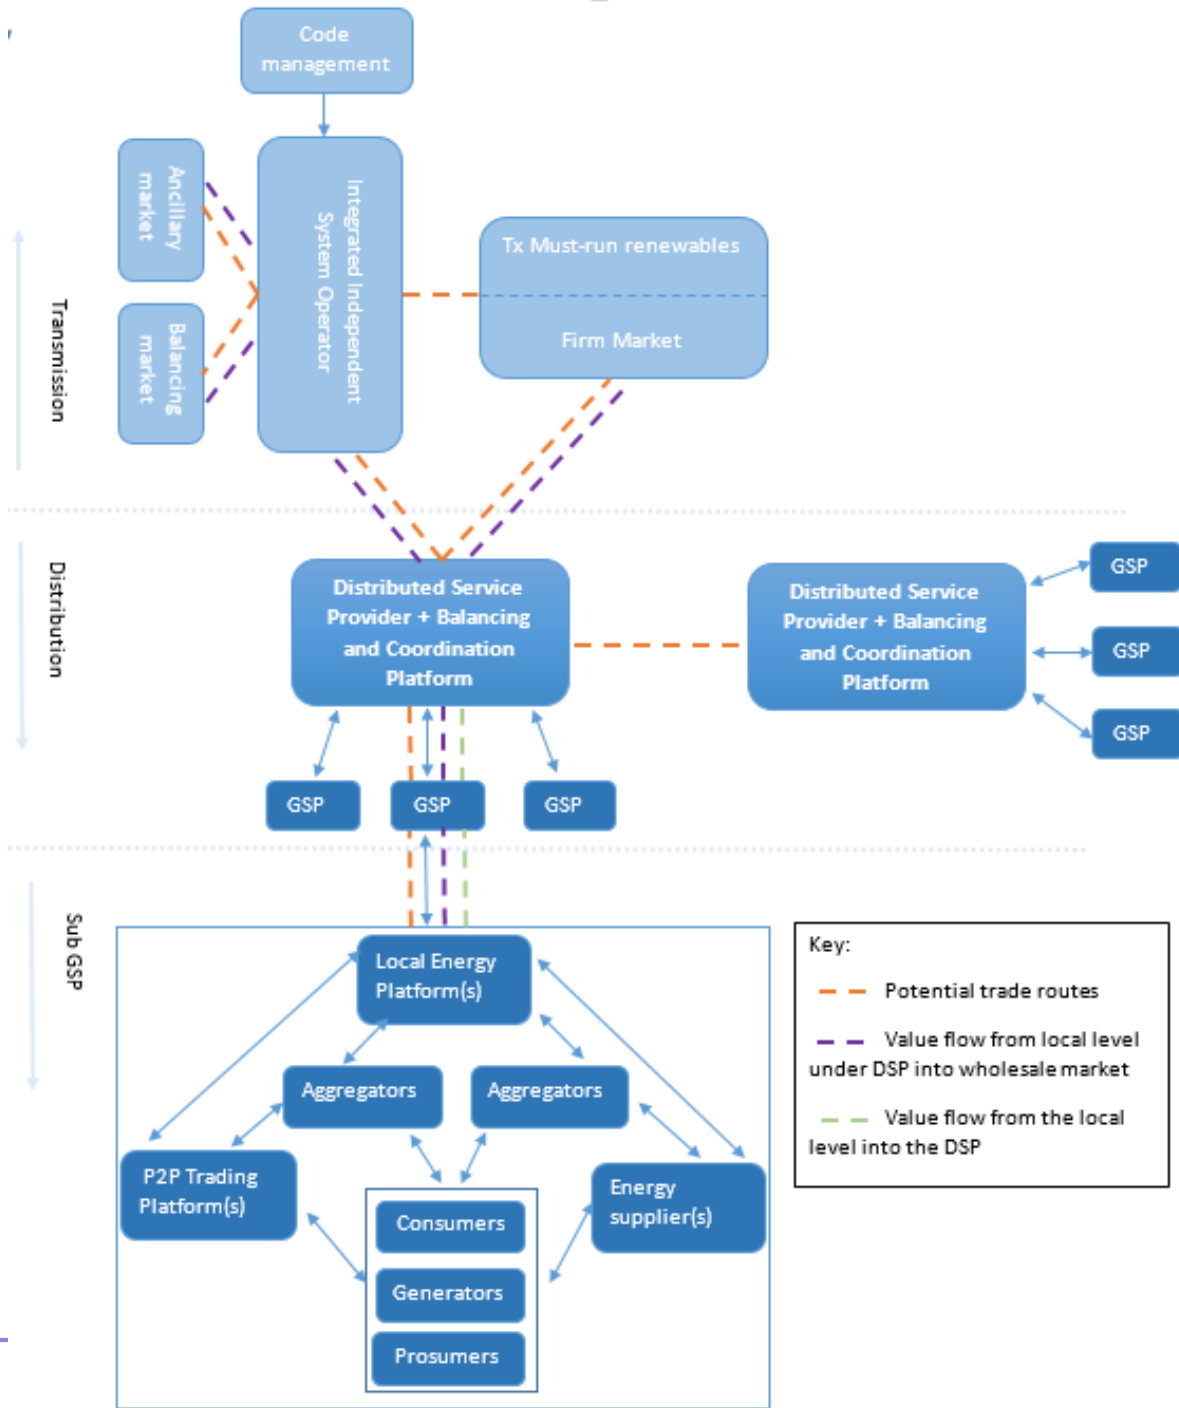 Code
management
Ancillary
market
Balancing
market
Integrated Independent
System Operator
Tx Must-run renewables
Firm Market
Transmission
Distribution
Distributed Service
Provider + Balancing
and Coordination
Platform
Distributed Service
Provider + Balancing
and Coordination
Platform
GSP
GSP
GSP
GSP
GSP
GSP
Sub GSP
Local Energy
Platform(s)
Aggregators
Aggregators
P2P Trading
Platform(s)
Energy
supplier(s)
Consumers
Generators
Prosumers
Key:
Potential trade routes
Value flow from local level
under DSP into wholesale market
Value flow from the local
level into the DSP